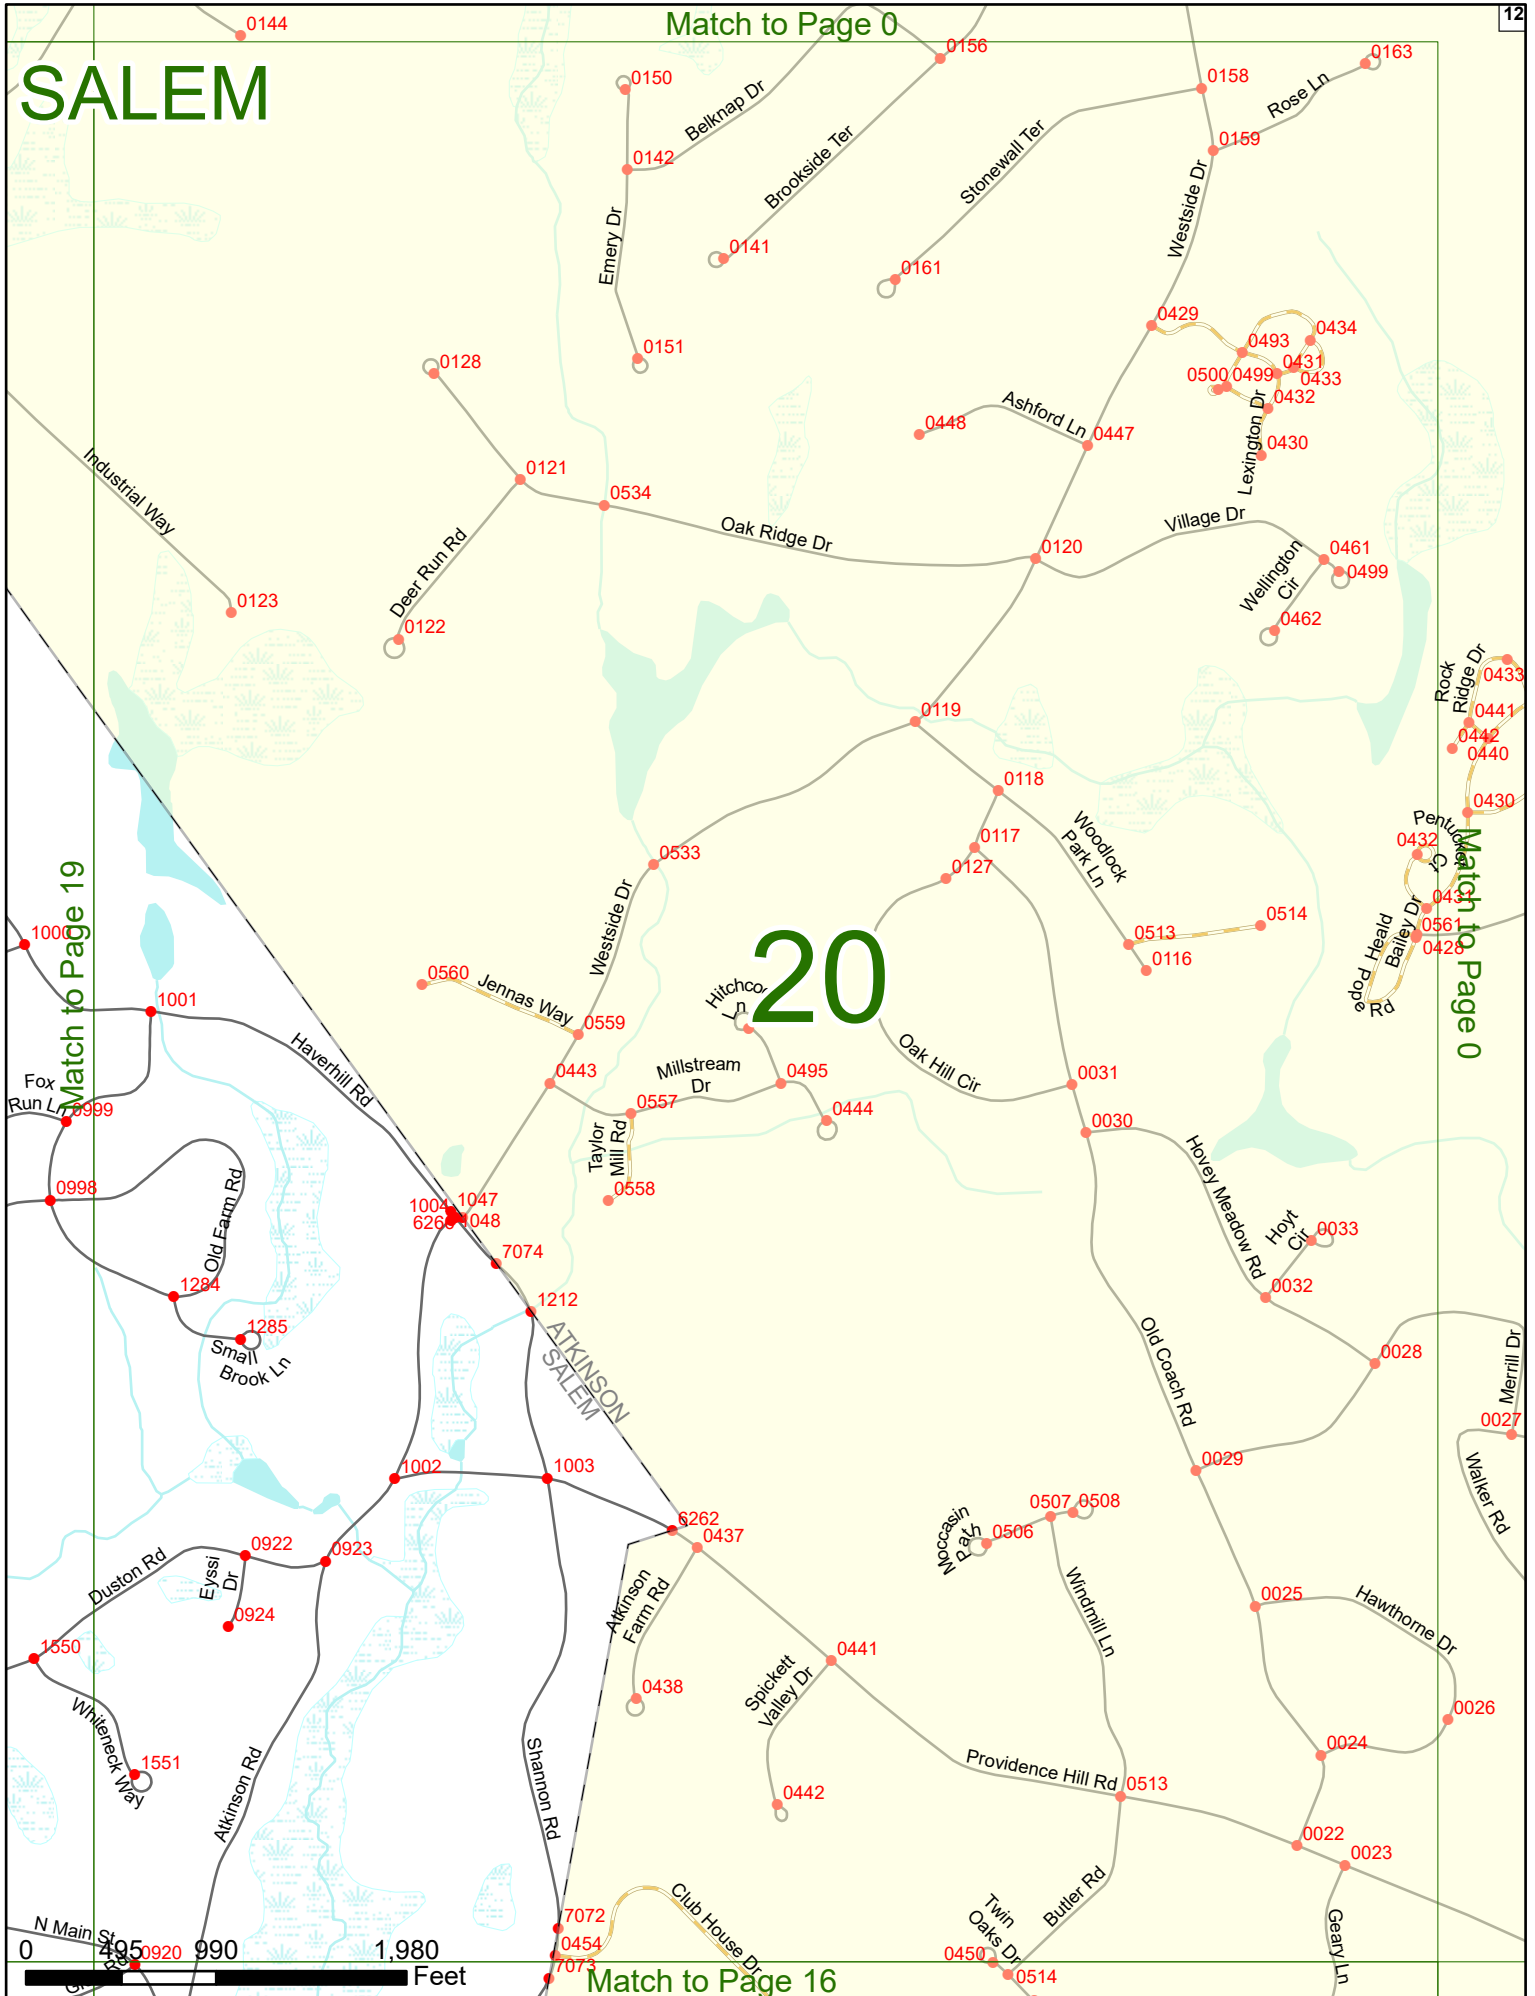 Match to Page 0
12
0144
SALEM
0150
0156
0163
0158
Rose Ln
Belknap Dr
0142
Brookside Ter
Stonewall Ter
0159
Westside Dr
Emery Dr
0141
0161
0151
0128
0429
0493
0434
0431
0433
0500
0499
0432
Lexington Dr
0430
Ashford Ln
0448
0447
Industrial Way
0121
0534
Oak Ridge Dr
Village Dr
0120
0461
0499
Wellington
Cir
0462
Deer Run Rd
0123
0122
Rock
Ridge Dr
0433
0441
0442
0440
0119
0118
0430
Pentucket
Ct
0432
0117
0127
Woodlock
Park Ln
0533
Match to Page 19
Westside Dr
0431
0561
0428
Heald
Bailey Dr
Pope
Rd
Match to Page 0
0514
0513
0116
20
1000
0560
Jennas Way
0559
1001
Haverhill Rd
Ln
Oak Hill Cir
Millstream
Dr
0495
0443
0557
0444
0031
0030
Fox
Run Ln
0999
Taylor
Mill Rd
0558
0998
Old Farm Rd
1004
1047
1048
7074
Hovey Meadow Rd
Hoyt
Cir
0033
0032
1284
1212
1285
Small
Brook Ln
ATKINSON
SALEM
Old Coach Rd
0028
Merrill Dr
0027
0029
Walker Rd
1002
1003
6262
0437
Moccasin
Path
0506
0507
0508
0922
0923
Duston Rd
Eyssi
Dr
0924
Atkinson
Farm Rd
Windmill Ln
0025
Hawthorne Dr
1550
0438
Spickett
Valley Dr
0441
0026
0024
Whiteneck Way
1551
Atkinson Rd
Shannon Rd
Providence Hill Rd
0513
0442
0022
0023
Butler Rd
Twin
Oaks Dr
Club House Dr
Geary Ln
7072
0454
7073
N Main St
0920
0450
0514
0 495 990 1,980
Feet
Match to Page 16